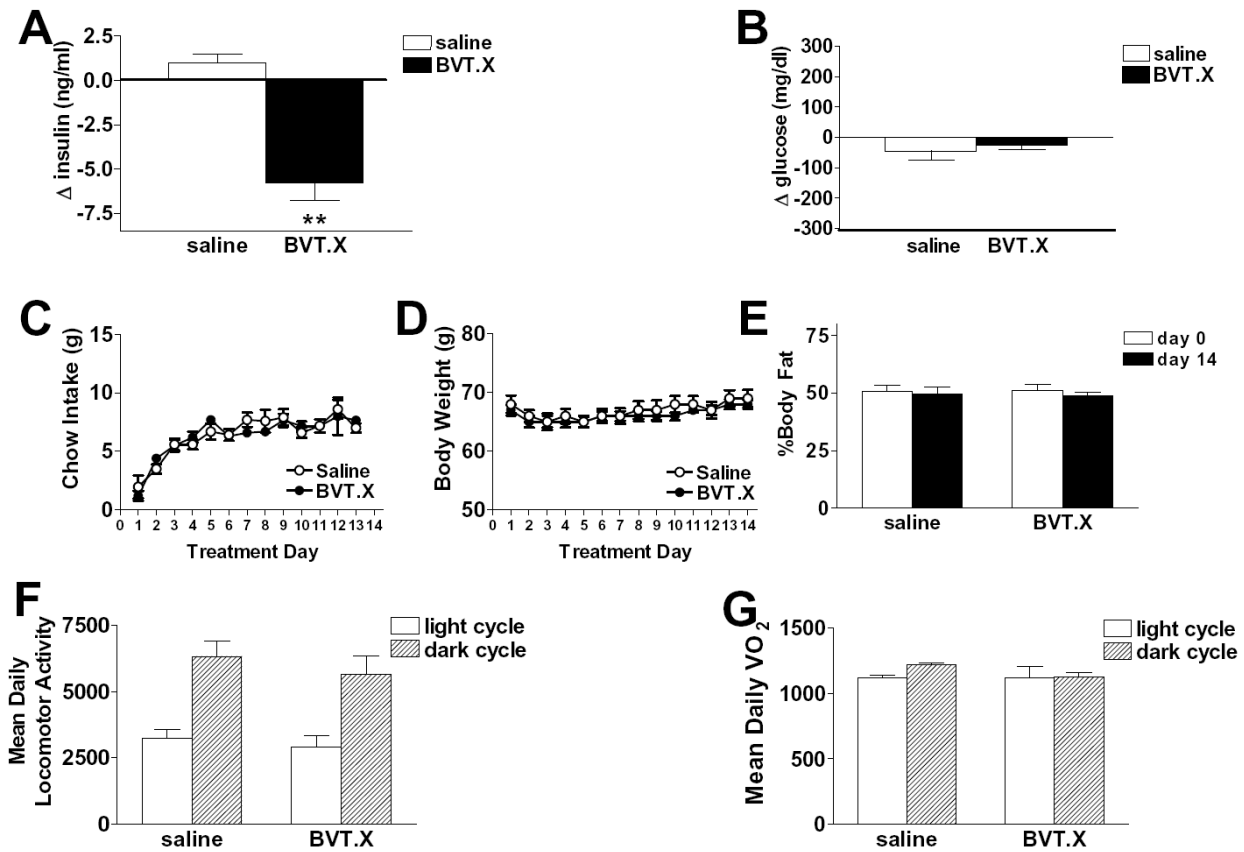 A
Δ insulin (ng/ml)
2.5
0.0
-2.5
-5.0
-7.5
saline
BVT.X
**
saline BVT.X
B
Δ glucose (mg/dl)
300
200
100
0
-100
-200
-300
saline
BVT.X
saline BVT.X
C
Chow Intake (g)
15
10
5
0
Saline
BVT.X
0 1 2 3 4 5 6 7 8 9 10 11 12 13 14
Treatment Day
D
Body Weight (g)
80
70
60
50
Saline
BVT.X
0 1 2 3 4 5 6 7 8 9 10 11 12 13 14
Treatment Day
E
%Body Fat
75
50
25
0
day 0
day 14
saline BVT.X
F
Mean Daily
Locomotor Activity
7500
5000
2500
0
light cycle
dark cycle
saline BVT.X
G
Mean Daily VO2
1500
1000
500
0
light cycle
dark cycle
saline BVT.X